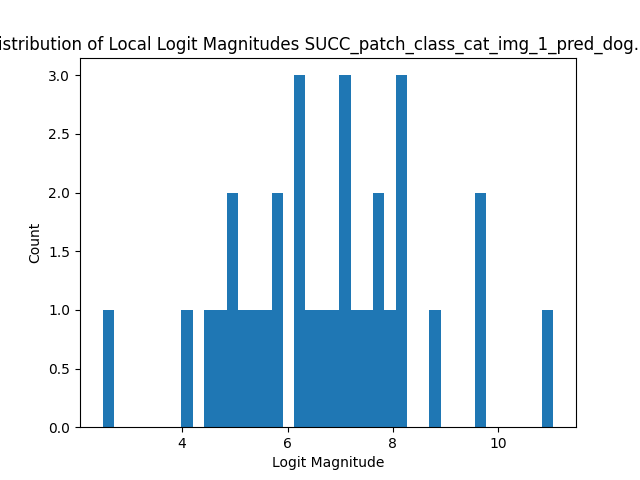 istribution of Local Logit Magnitudes SUCC_patch_class_cat_img_1_pred_dog.
3.0
2.5
2.0
1.5
1.0
0.5
0.0
Count
4 6 8 10
Logit Magnitude